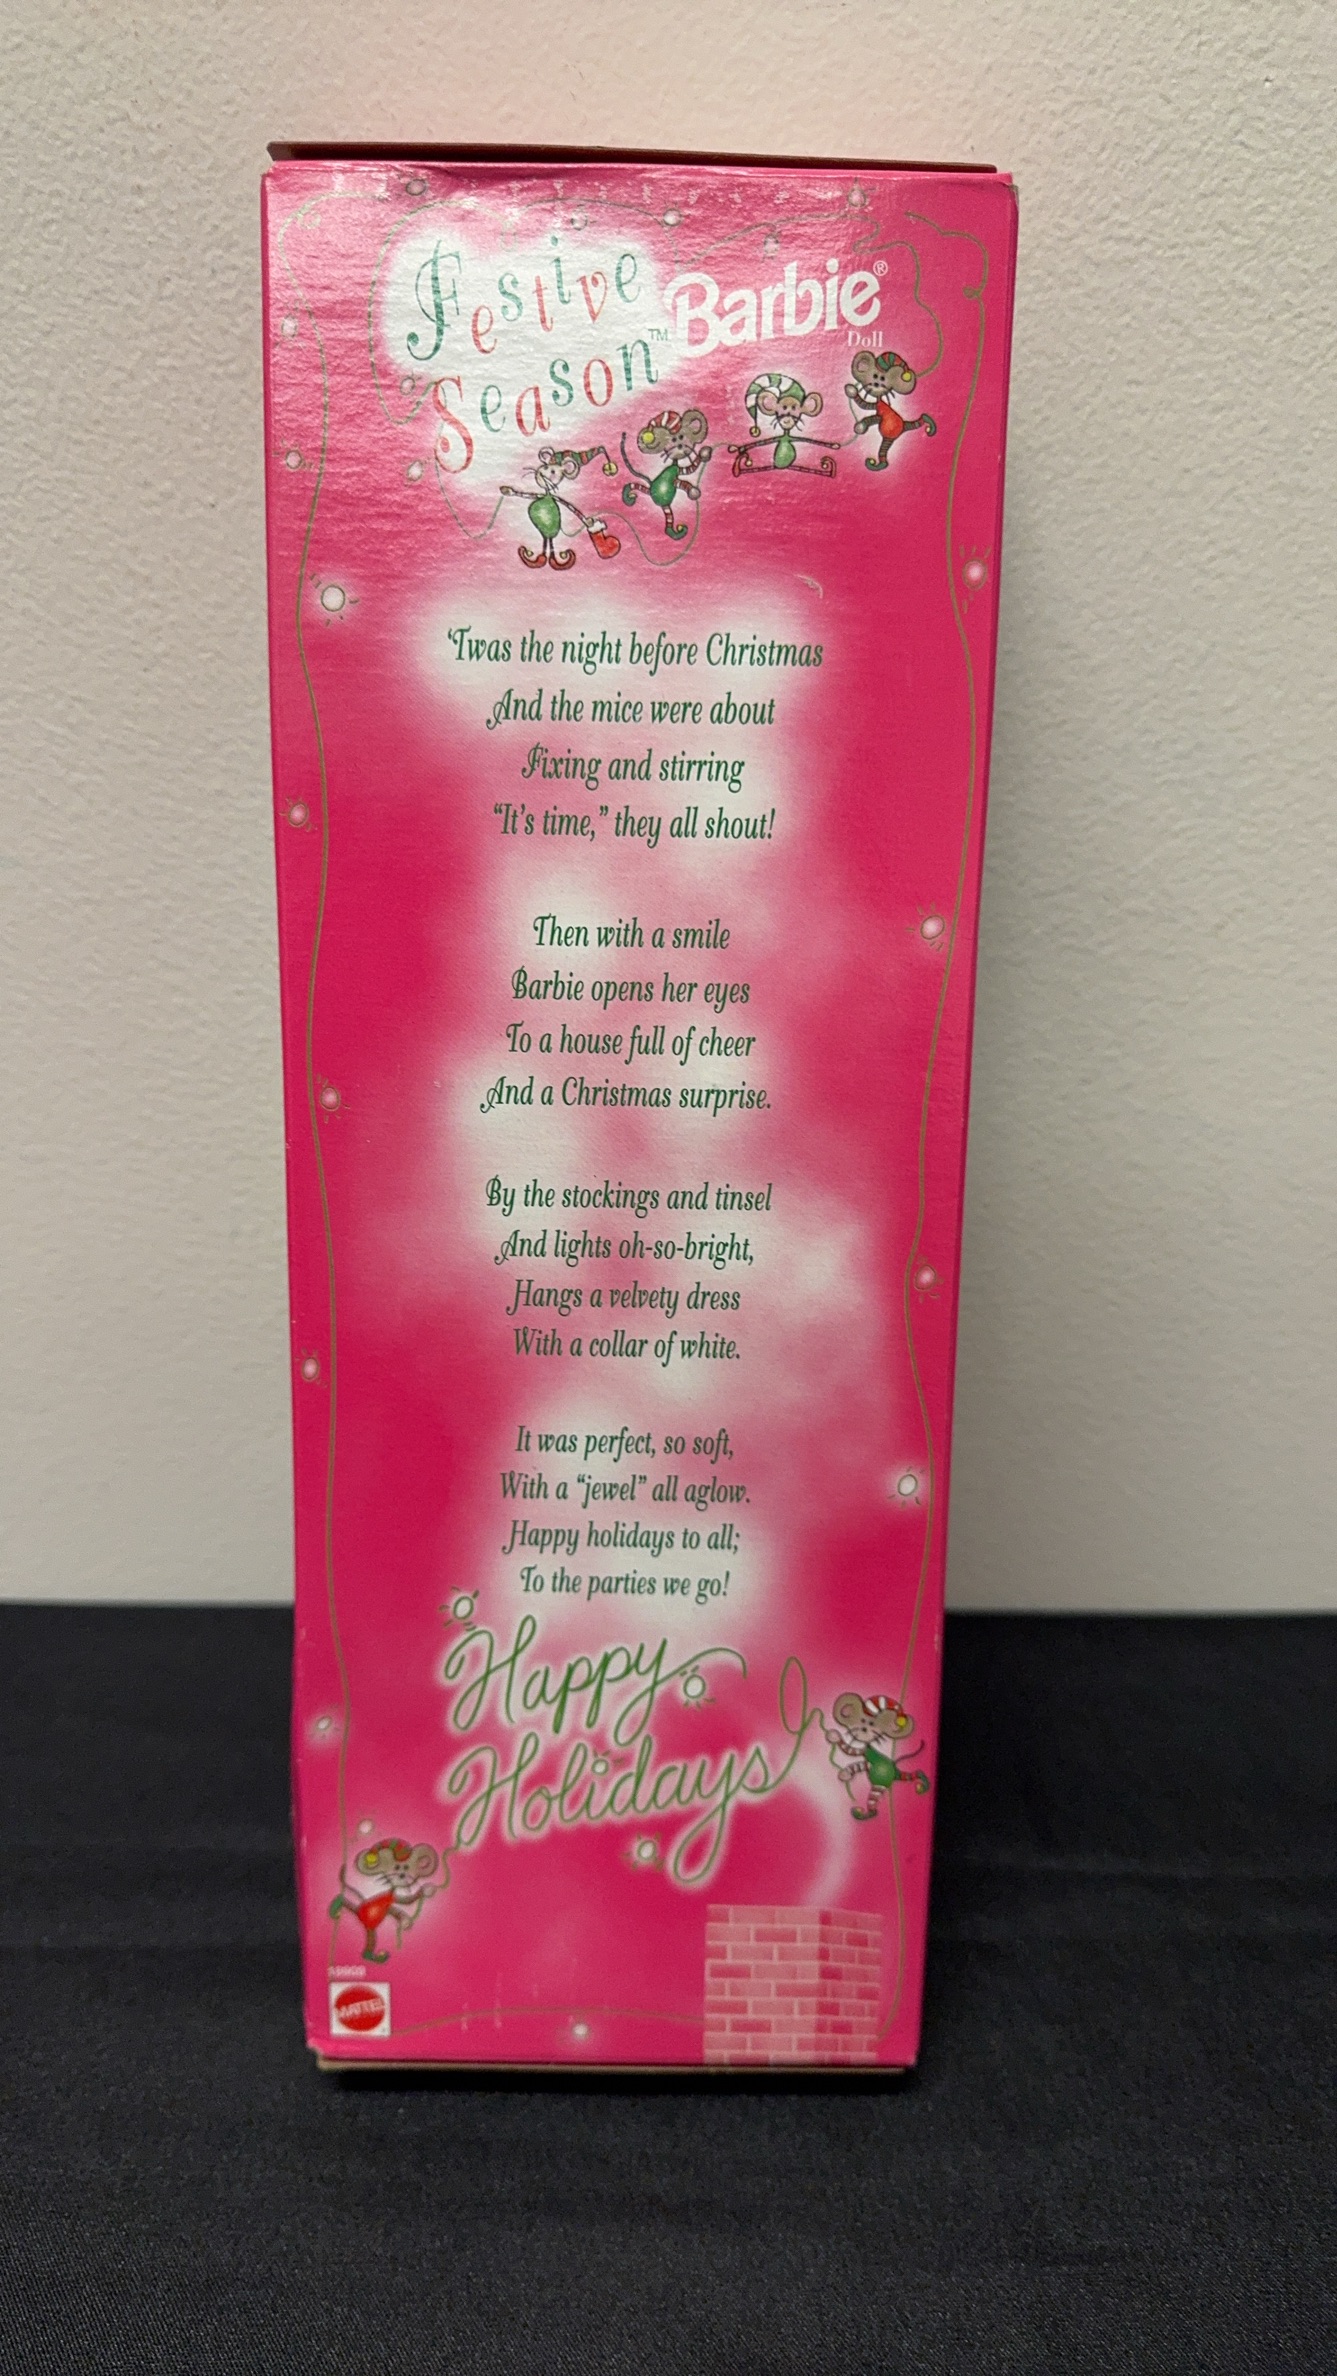 Festive
Season™ Barbie®
Doll
'Twas the night before Christmas
And the mice were about
Fixing and stirring
“It's time,” they all shout!
Then with a smile
Barbie opens her eyes
To a house full of cheer
And a Christmas surprise.
By the stockings and tinsel
And lights oh-so-bright,
Hangs a velvety dress
With a collar of white.
It was perfect, so soft,
With a “jewel” all aglow.
Happy holidays to all;
To the parties we go!
Happy
Holidays
MATTEL